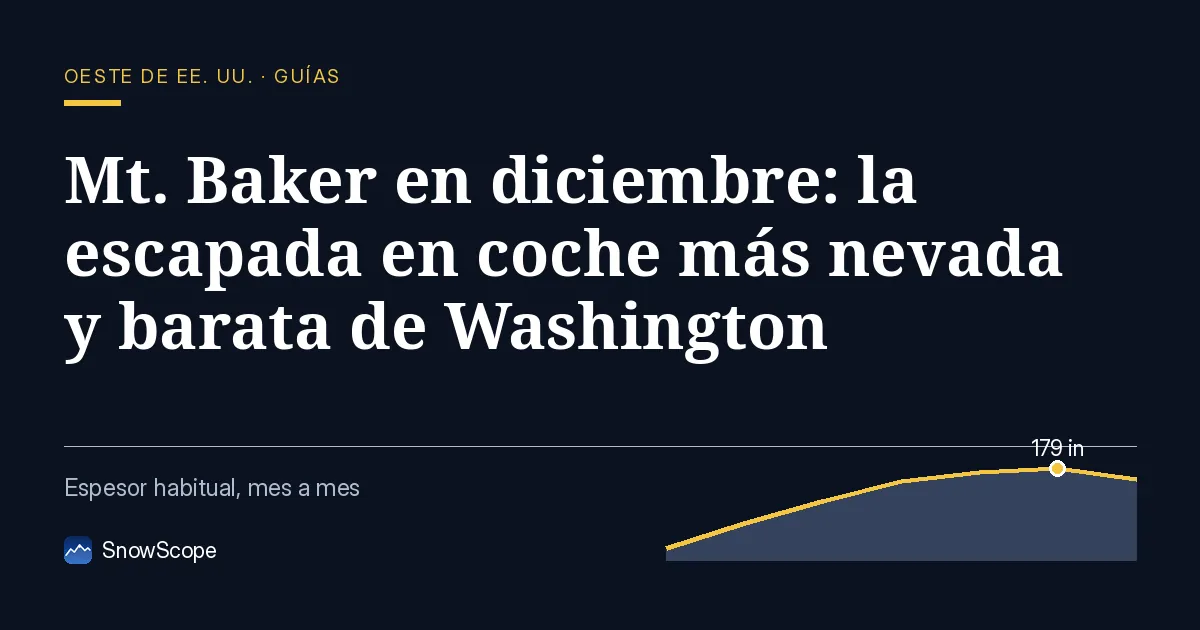 OESTE DE EE. UU. · GUÍAS
Mt. Baker en diciembre: la
escapada en coche más nevada
y barata de Washington
179 in
Espesor habitual, mes a mes
SnowScope